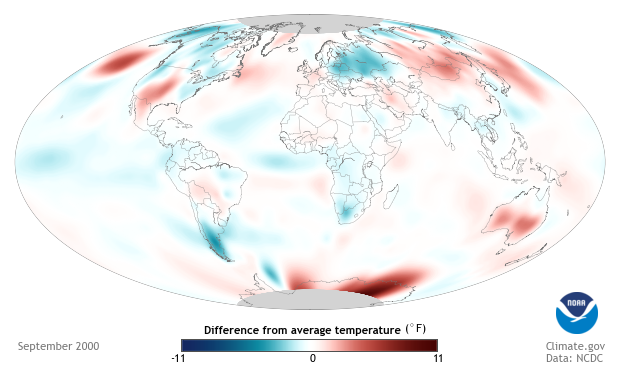 NOAA
Difference from average temperature (°F)
September 2000
-11 0 11
Climate.gov
Data: NCDC